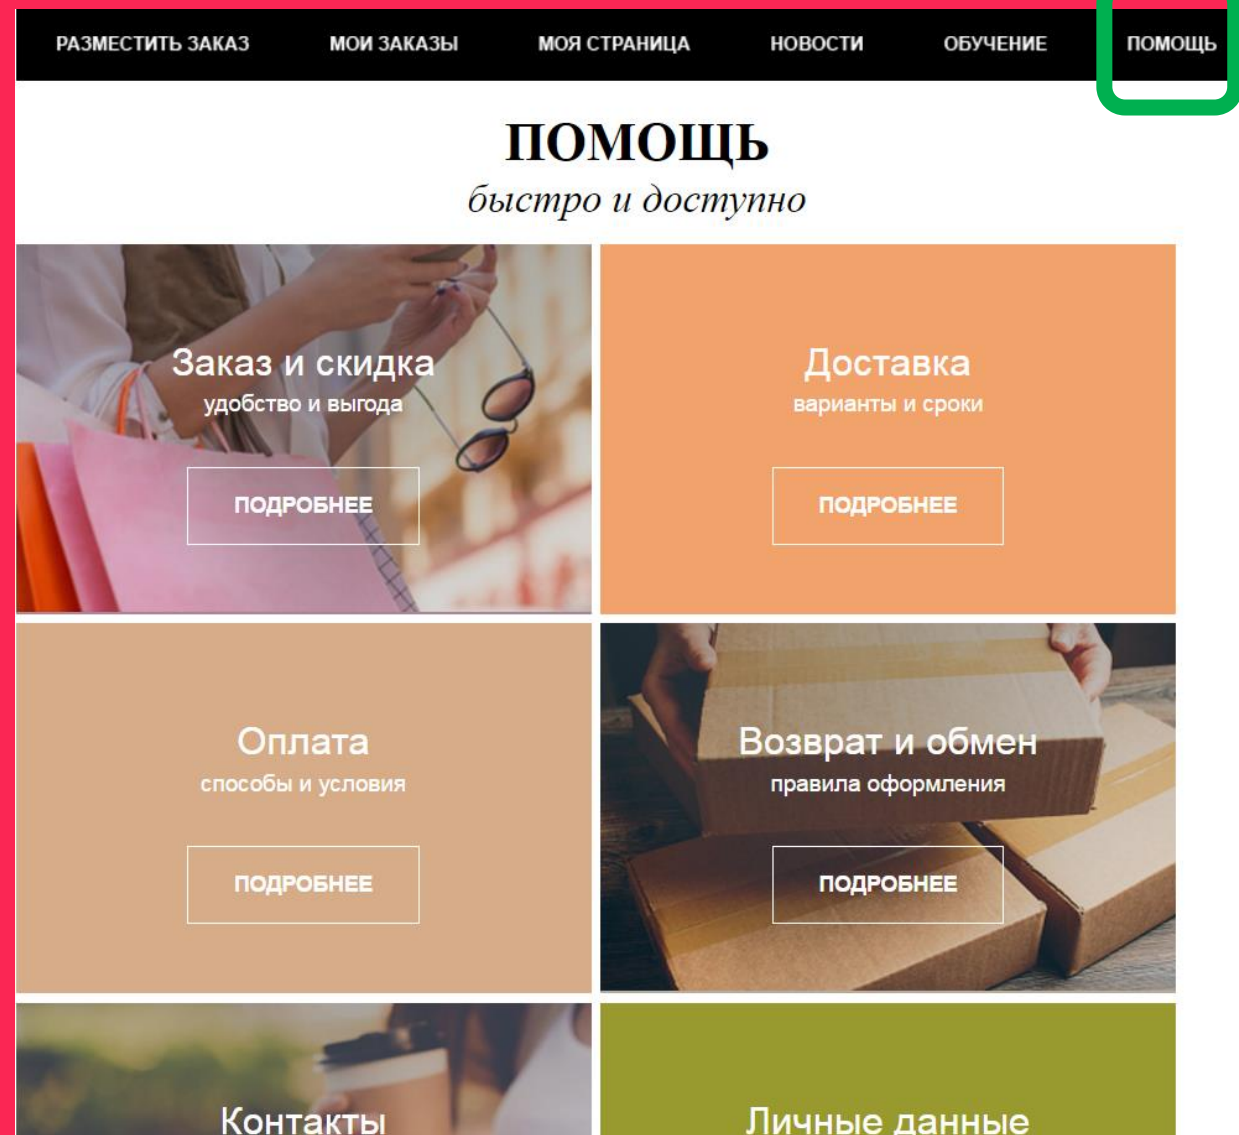 РАЗМЕСТИТЬ ЗАКАЗ МОИ ЗАКАЗЫ МОЯ СТРАНИЦА НОВОСТИ ОБУЧЕНИЕ ПОМОЩЬ
ПОМОЩЬ
быстро и доступно
Заказ и скидка
удобство и выгода
ПОДРОБНЕЕ
Доставка
варианты и сроки
ПОДРОБНЕЕ
Оплата
способы и условия
ПОДРОБНЕЕ
Возврат и обмен
правила оформления
ПОДРОБНЕЕ
Контакты
Личные данные